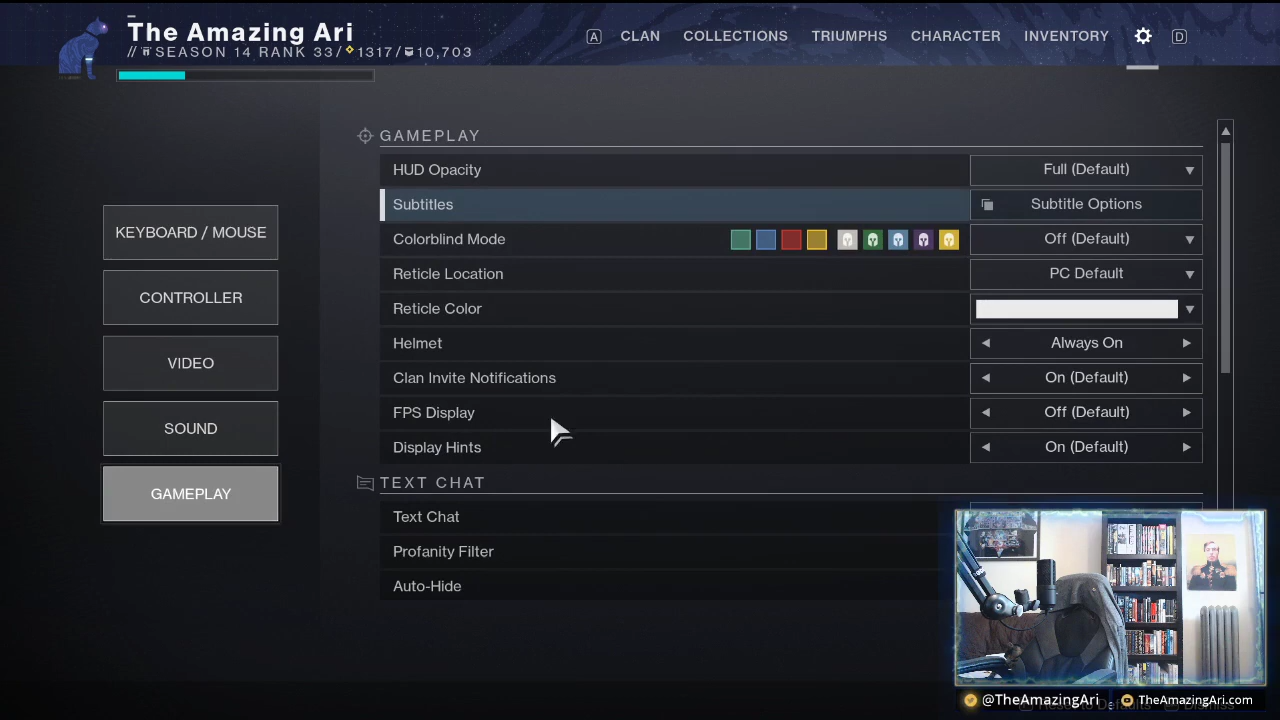 The Amazing Ari
// SEASON 14 RANK 33/ 1317/ 10,703
A CLAN COLLECTIONS TRIUMPHS CHARACTER INVENTORY D
KEYBOARD / MOUSE
CONTROLLER
VIDEO
SOUND
GAMEPLAY
GAMEPLAY
HUD Opacity Full (Default)
Subtitles Subtitle Options
Colorblind Mode Off (Default)
Reticle Location PC Default
Reticle Color
Helmet Always On
Clan Invite Notifications On (Default)
FPS Display Off (Default)
Display Hints On (Default)
TEXT CHAT
Text Chat
Profanity Filter
Auto-Hide
@TheAmazingAri TheAmazingAri.com